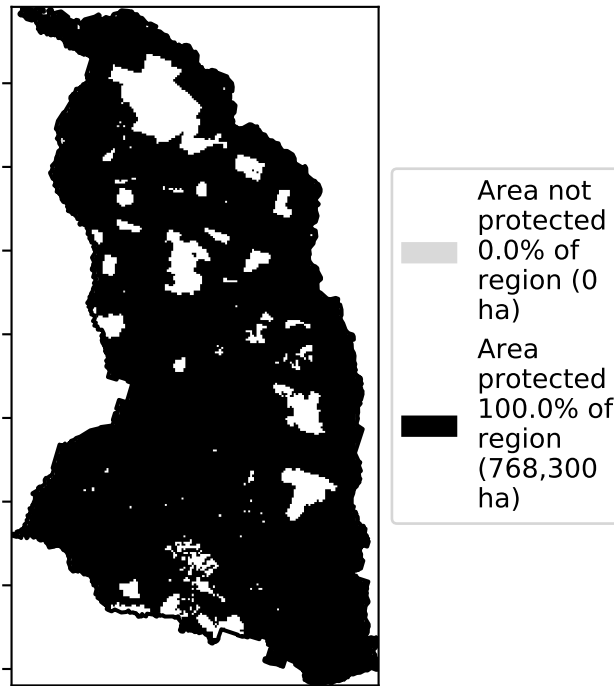 Area not
protected
0.0% of
region (0
ha)
Area
protected
100.0% of
region
(768,300
ha)